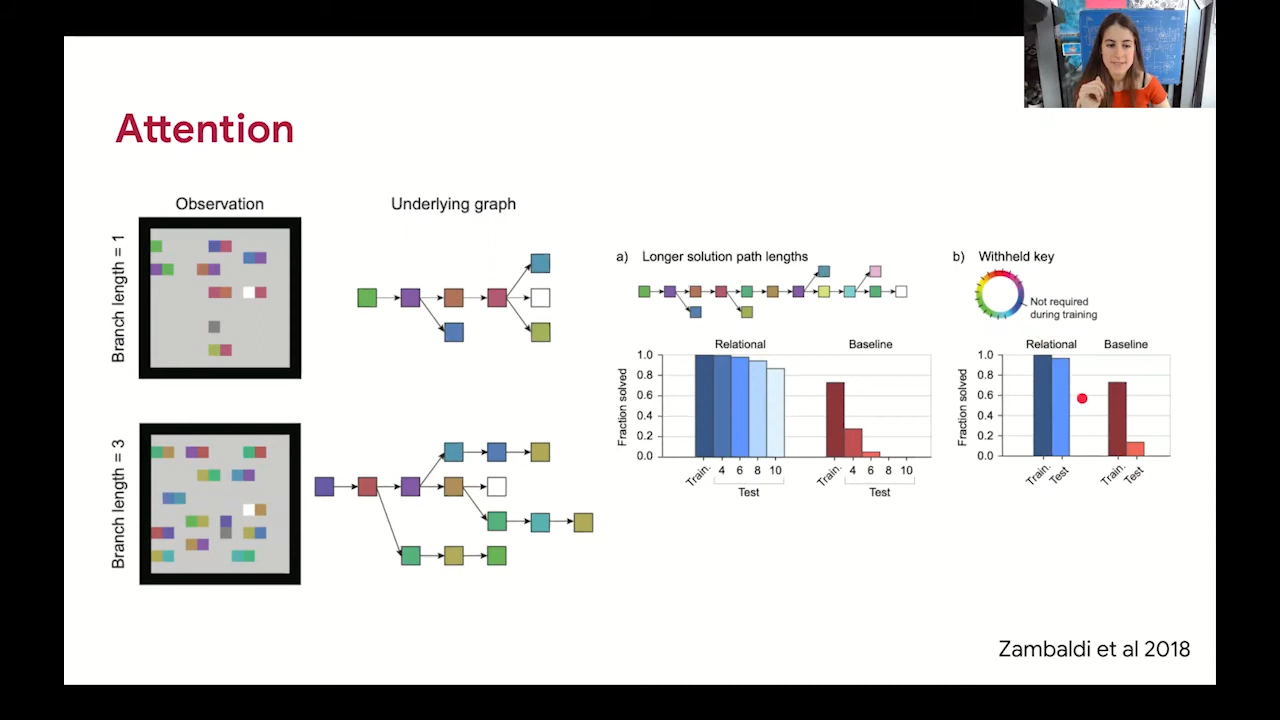 Attention
Observation
Underlying graph
Branch length = 1
Branch length = 3
a) Longer solution path lengths
Relational
Baseline
Fraction solved
1.0
0.8
0.6
0.4
0.2
0.0
Train. 4 6 8 10
Test
Train. 4 6 8 10
Test
b) Withheld key
Not required
during training
Relational
Baseline
Fraction solved
1.0
0.8
0.6
0.4
0.2
0.0
Train. Test
Train. Test
Zambaldi et al 2018